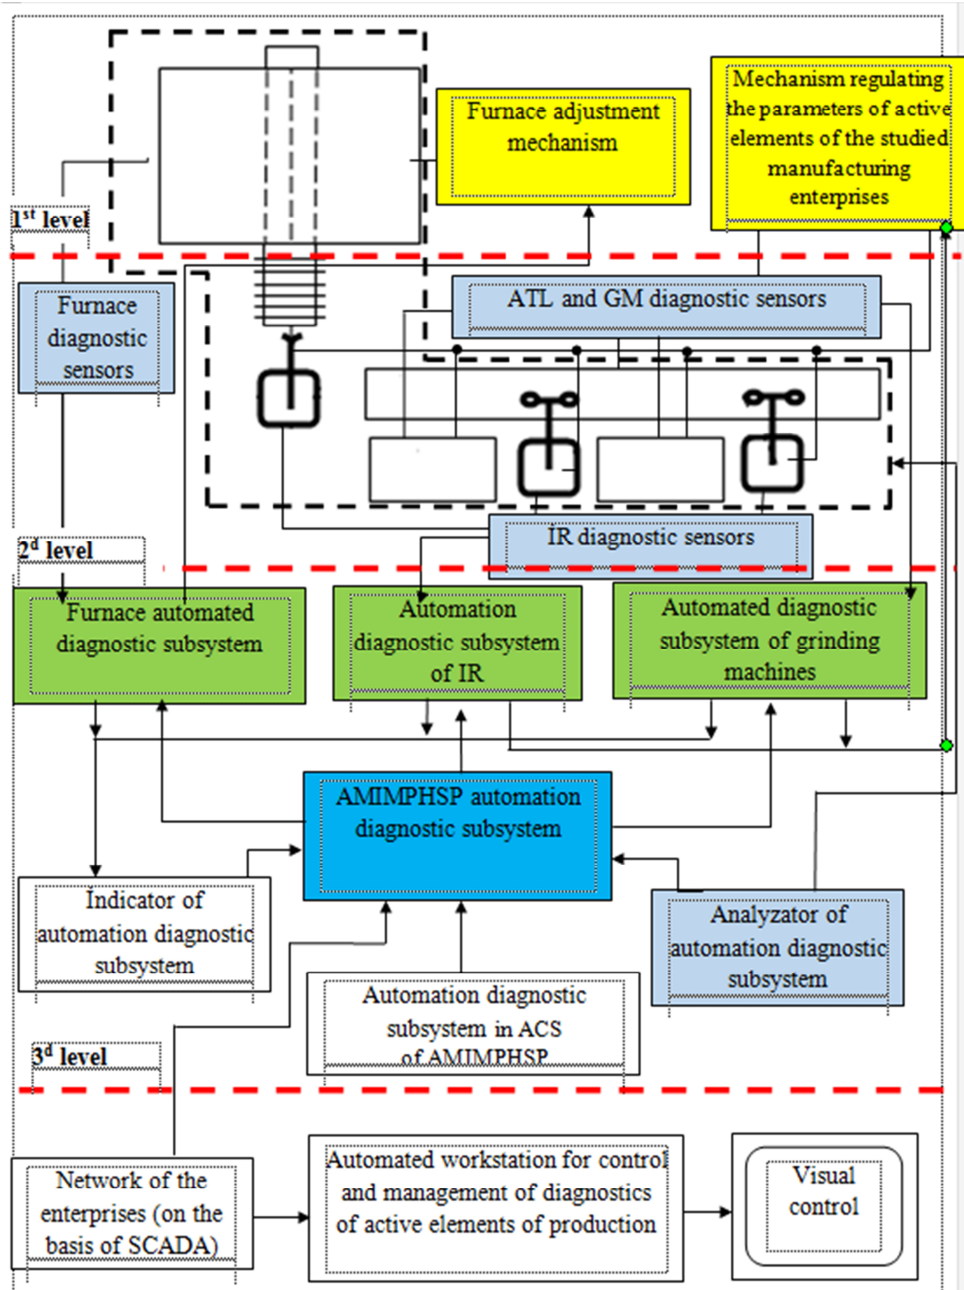 Furnace adjustment
mechanism
Mechanism regulating
the parameters of active
elements of the studied
manufacturing
enterprises
1st level
Furnace
diagnostic
sensors
ATL and GM diagnostic sensors
IR diagnostic sensors
2d level
Furnace automated
diagnostic subsystem
Automation
diagnostic subsystem
of IR
Automated diagnostic
subsystem of grinding
machines
AMIMPHSP automation
diagnostic subsystem
Indicator of
automation diagnostic
subsystem
Analyzator of
automation diagnostic
subsystem
Automation diagnostic
subsystem in ACS
of AMIMPHSP
3d level
Network of the
enterprises (on the
basis of SCADA)
Automated workstation for control
and management of diagnostics
of active elements of production
Visual
control